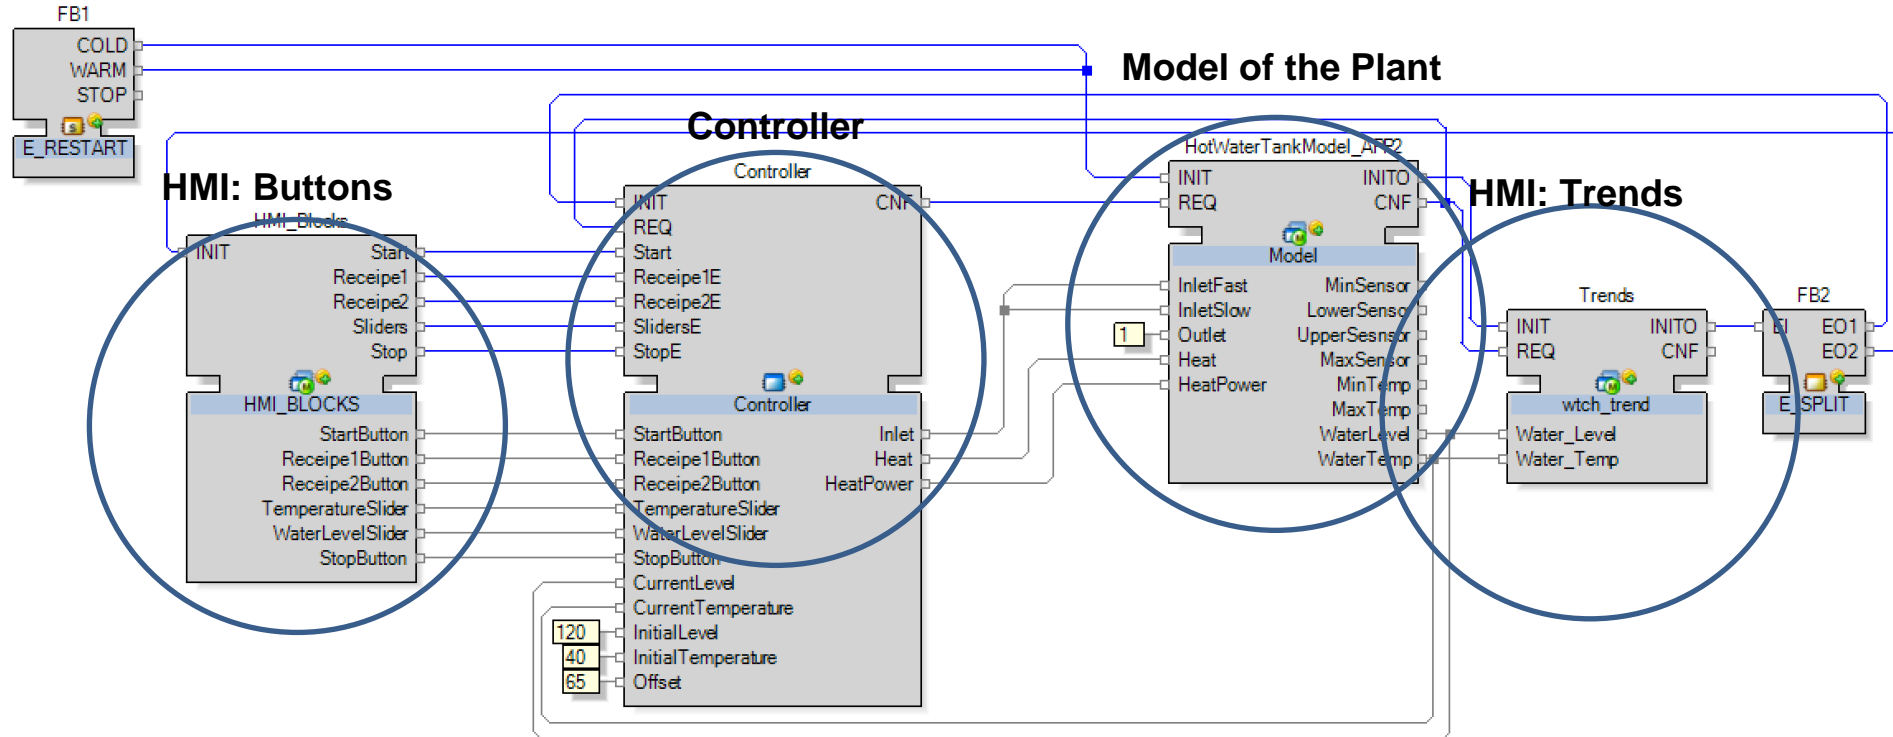 FB1
COLD
WARM
STOP
E_RESTART
Model of the Plant
Controller
HMI: Buttons
HMI: Trends
HMI_Blocks
INIT
Start
Receipe1
Receipe2
Sliders
Stop
HMI_BLOCKS
StartButton
Receipe1Button
Receipe2Button
TemperatureSlider
WaterLevelSlider
StopButton
Controller
INIT CNF
REQ
Start
Receipe1E
Receipe2E
SlidersE
StopE
Controller
StartButton Inlet
Receipe1Button Heat
Receipe2Button HeatPower
TemperatureSlider
WaterLevelSlider
StopButton
CurrentLevel
CurrentTemperature
120 InitialLevel
40 InitialTemperature
65 Offset
HotWaterTankModel_APP2
INIT INITO
REQ CNF
Model
InletFast MinSensor
InletSlow LowerSensor
1 Outlet UpperSesnsor
Heat MaxSensor
HeatPower MinTemp
MaxTemp
WaterLevel
WaterTemp
Trends
INIT INITO
REQ CNF
wtch_trend
Water_Level
Water_Temp
FB2
EI EO1
EO2
E_SPLIT